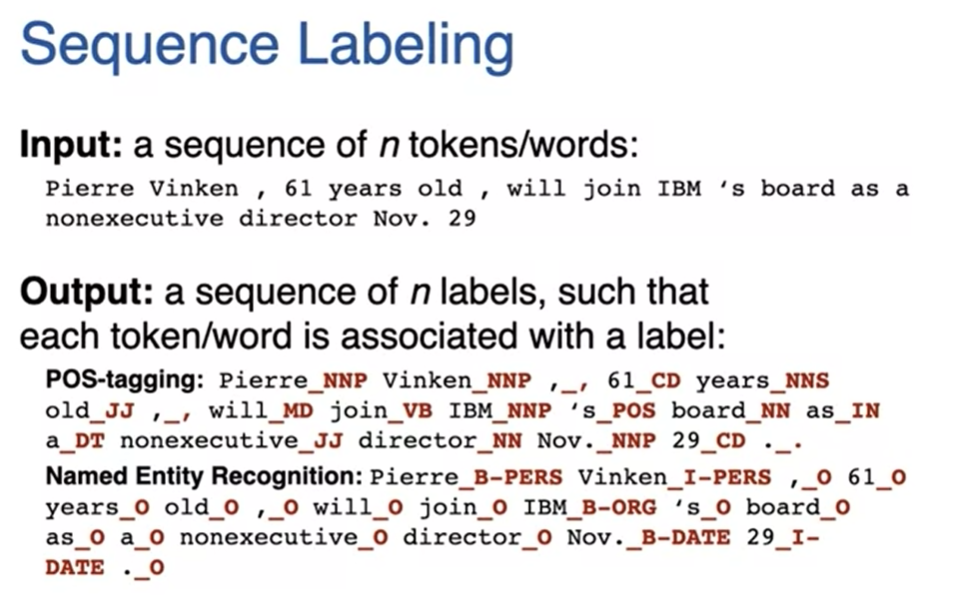 Sequence Labeling
Input: a sequence of n tokens/words:
Pierre Vinken , 61 years old , will join IBM ‘s board as a
nonexecutive director Nov. 29
Output: a sequence of n labels, such that
each token/word is associated with a label:
POS-tagging: Pierre_NNP Vinken_NNP ,_, 61_CD years_NNS
old_JJ ,_, will_MD join_VB IBM_NNP ‘s_POS board_NN as_IN
a_DT nonexecutive_JJ director_NN Nov._NNP 29_CD ._.
Named Entity Recognition: Pierre_B-PERS Vinken_I-PERS ,_O 61_O
years_O old_O ,_O will_O join_O IBM_B-ORG ‘s_O board_O
as_O a_O nonexecutive_O director_O Nov._B-DATE 29_I-
DATE ._O